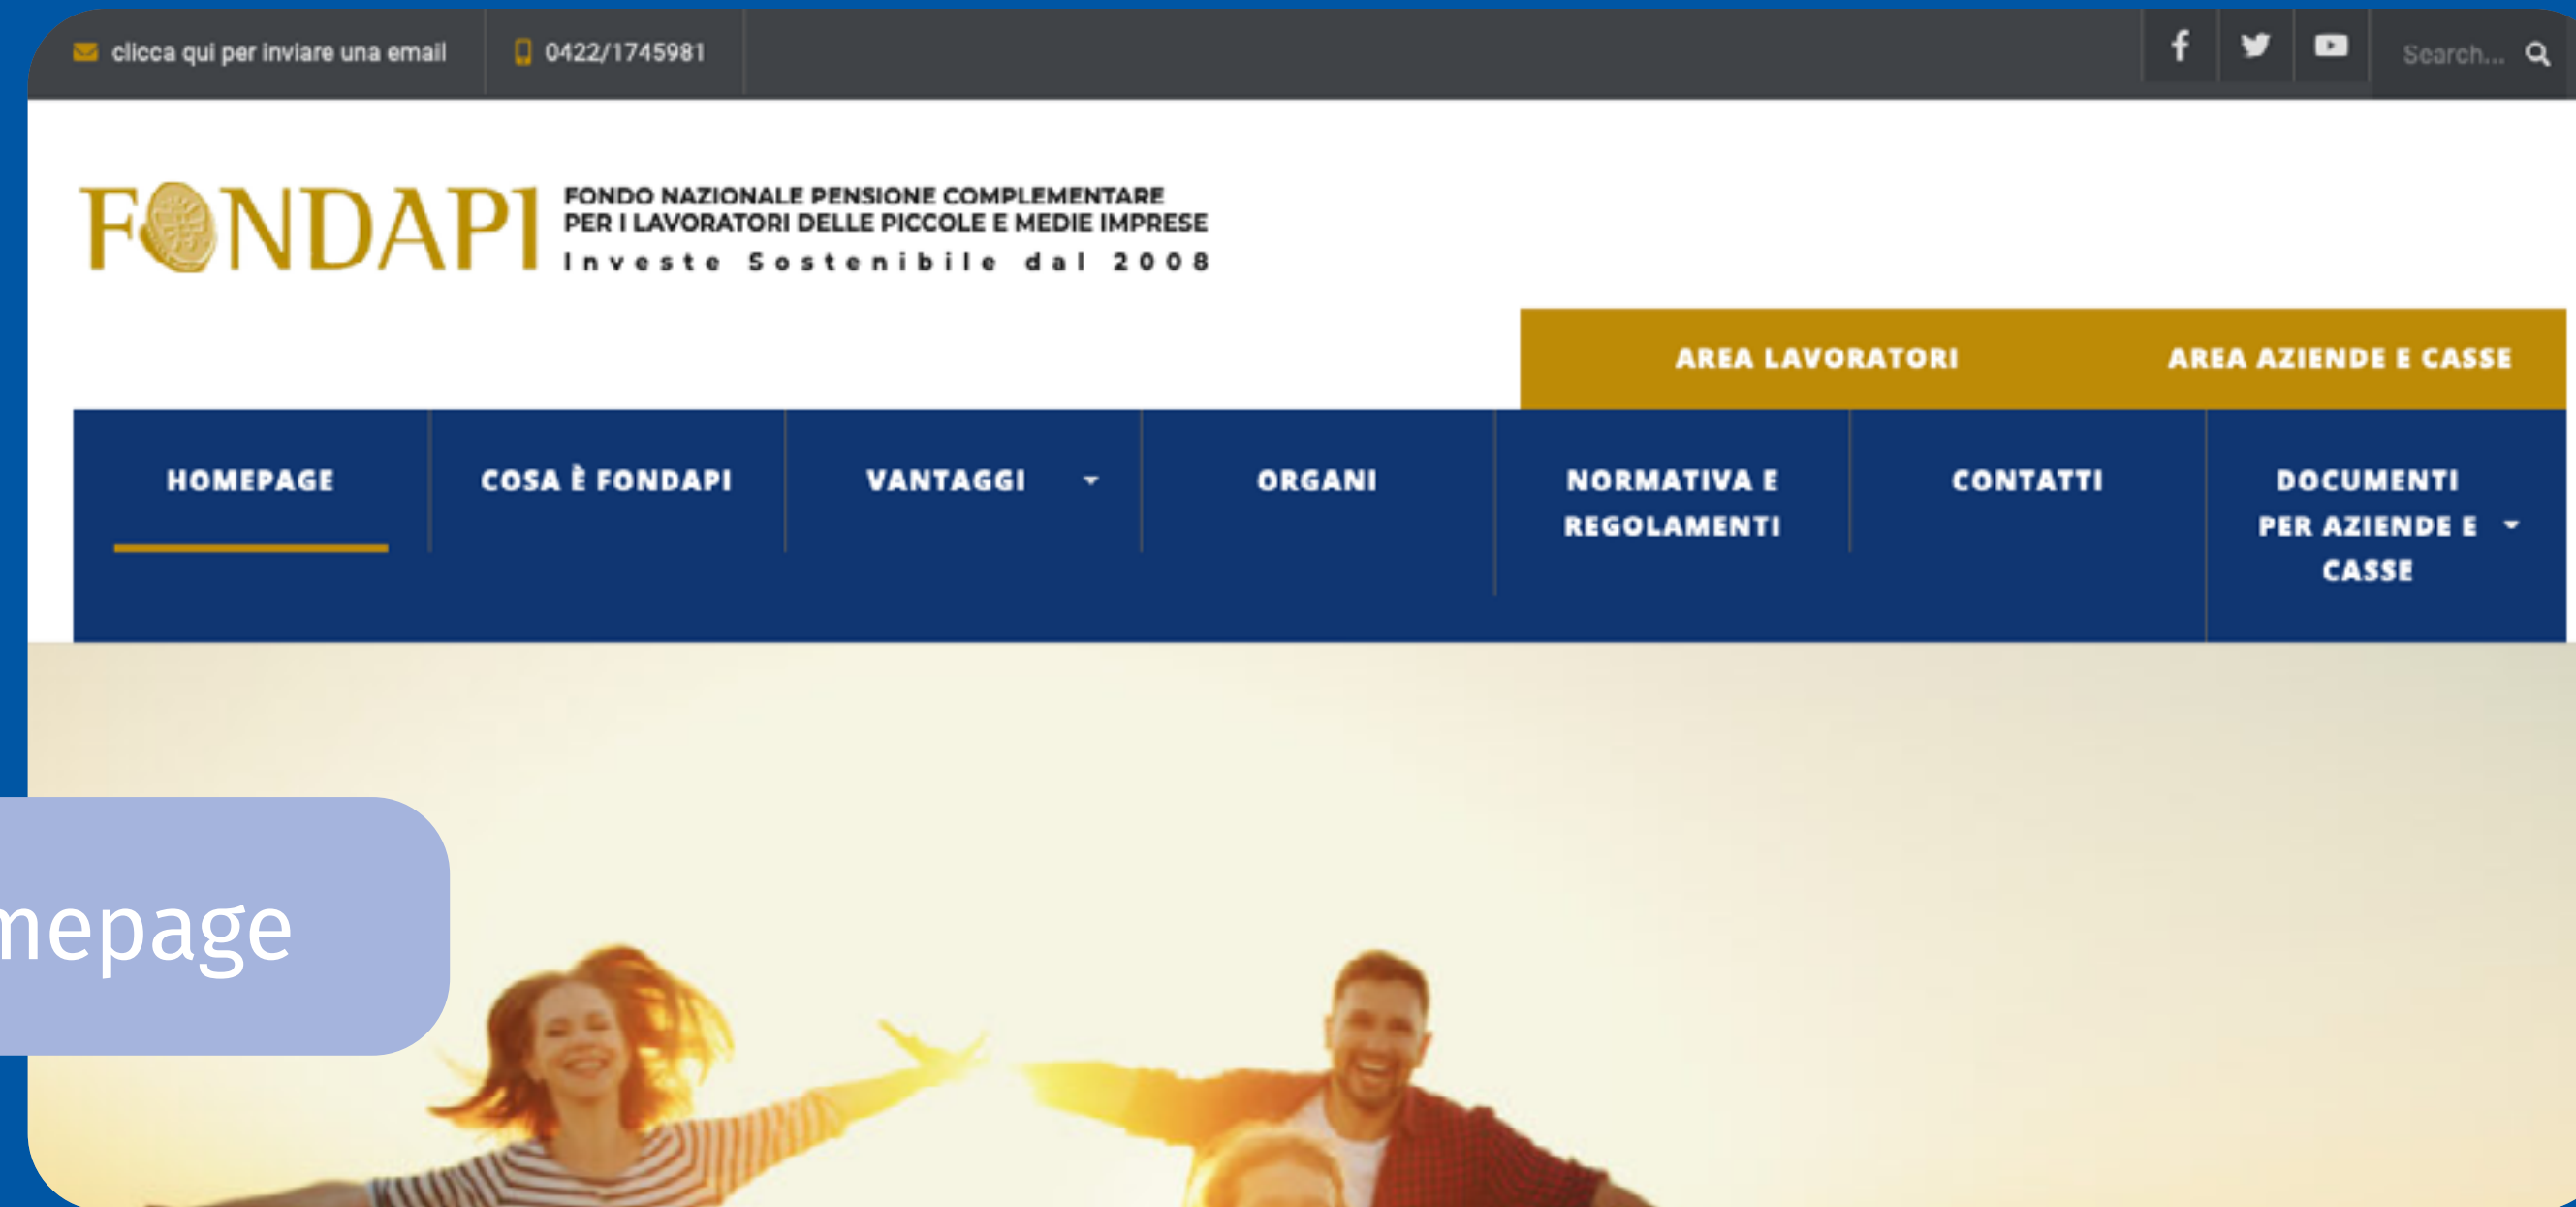 clicca qui per inviare una email
0422/1745981
f
Search...
FONDAPI
FONDO NAZIONALE PENSIONE COMPLEMENTARE
PER I LAVORATORI DELLE PICCOLE E MEDIE IMPRESE
Investe Sostenibile dal 2008
AREA LAVORATORI
AREA AZIENDE E CASSE
HOMEPAGE
COSA È FONDAPI
VANTAGGI
ORGANI
NORMATIVA E
REGOLAMENTI
CONTATTI
DOCUMENTI
PER AZIENDE E
CASSE
mepage